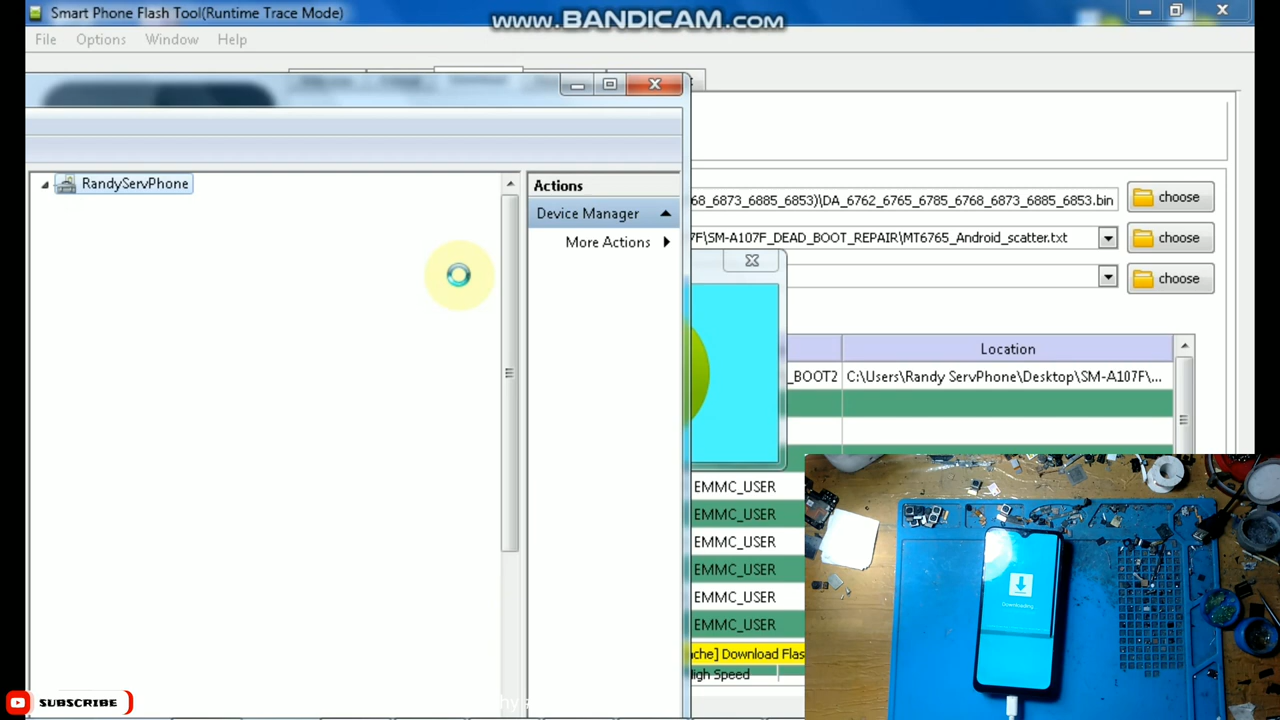 Smart Phone Flash Tool(Runtime Trace Mode)
www.BANDICAM.com
File Options Window Help
RandyServPhone
Actions
Device Manager
More Actions
68_6873_6885_6853)\DA_6762_6765_6785_6768_6873_6885_6853.bin
choose
7F\SM-A107F_DEAD_BOOT_REPAIR\MT6765_Android_scatter.txt
choose
choose
Location
_BOOT2 C:\Users\Randy ServPhone\Desktop\SM-A107F\...
EMMC_USER
EMMC_USER
EMMC_USER
EMMC_USER
EMMC_USER
EMMC_USER
ache] Download Flas
High Speed
Downloading
SUBSCRIBE